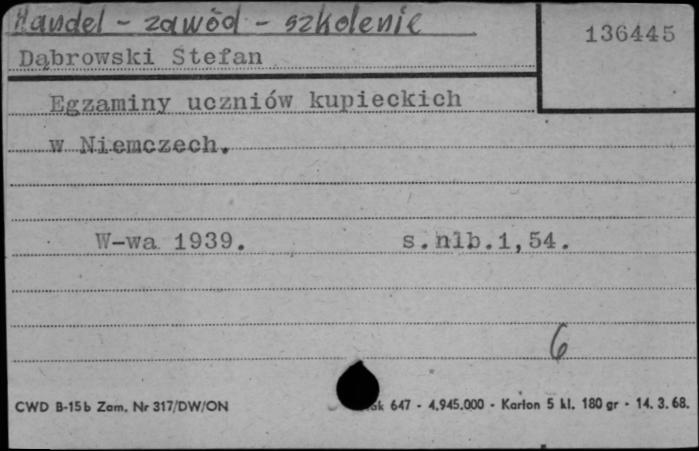 Handel - zawód - szkolenie
136445
Dąbrowski Stefan
Egzaminy uczniów kupieckich
w Niemczech.
W-wa 1939. s.nlb.1,54.
6
CWD B-15b Zam. Nr 317/DW/ON 647 - 4.945.000 - Karton 5 kl. 180 gr - 14. 3. 68.